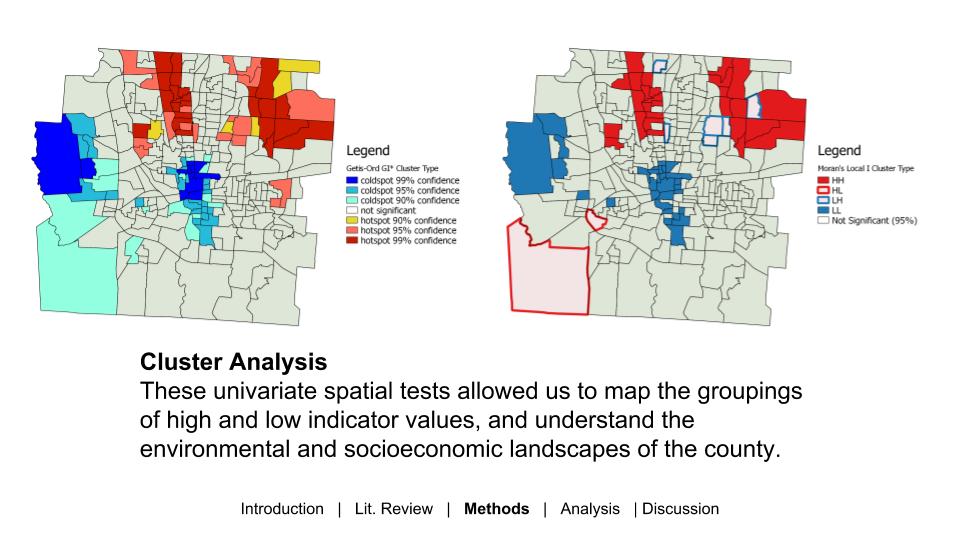 Legend
Getis-Ord GI* Cluster Type
coldspot 99% confidence
coldspot 95% confidence
coldspot 90% confidence
not significant
hotspot 90% confidence
hotspot 95% confidence
hotspot 99% confidence
Legend
Moran's Local I Cluster Type
HH
HL
LH
LL
Not Significant (95%)
Cluster Analysis
These univariate spatial tests allowed us to map the groupings
of high and low indicator values, and understand the
environmental and socioeconomic landscapes of the county.
Introduction | Lit. Review | Methods | Analysis | Discussion